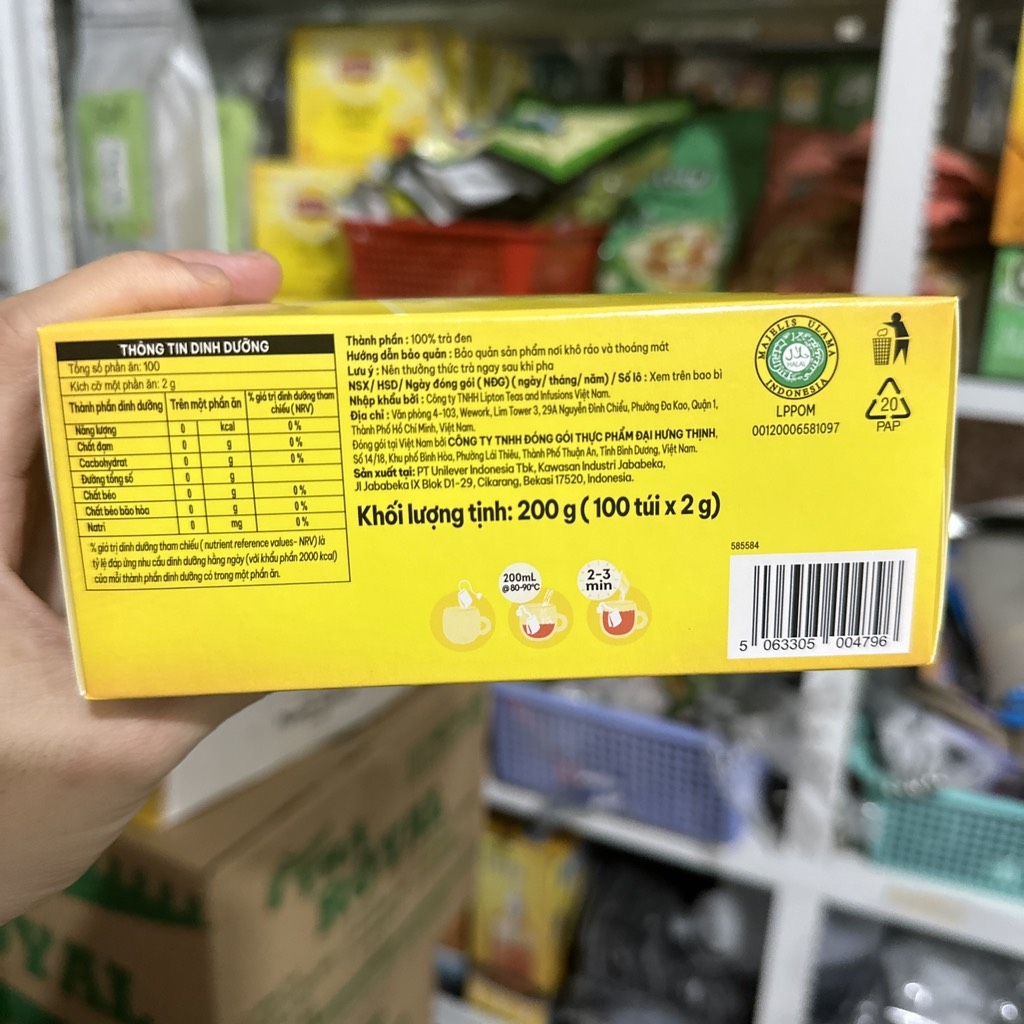 THÔNG TIN DINH DƯỠNG
Tổng số phần ăn: 100
Kích cỡ một phần ăn: 2 g
Thành phần dinh dưỡng Trên một phần ăn % giá trị dinh dưỡng tham chiếu (NRV)
Năng lượng 0 kcal 0%
Chất đạm 0 g 0%
Cacbohydrat 0 g 0%
Đường tổng số 0 g
Chất béo 0 g 0%
Chất béo bão hòa 0 g 0%
Natri 0 mg 0%
% giá trị dinh dưỡng tham chiếu ( nutrient reference values- NRV) là
tỷ lệ đáp ứng nhu cầu dinh dưỡng hằng ngày (với khẩu phần 2000 kcal)
của mỗi thành phần dinh dưỡng có trong một phần ăn.
Thành phần : 100% trà đen
Hướng dẫn bảo quản : Bảo quản sản phẩm nơi khô ráo và thoáng mát
Lưu ý : Nên thưởng thức trà ngay sau khi pha
NSX/ HSD/ Ngày đóng gói ( NĐG) ( ngày/ tháng/ năm) / Số lô : Xem trên bao bì
Nhập khẩu bởi : Công ty TNHH Lipton Teas and Infusions Việt Nam.
Địa chỉ : Văn phòng 4-103, Wework, Lim Tower 3, 29A Nguyễn Đình Chiểu, Phường Đa Kao, Quận 1,
Thành Phố Hồ Chí Minh, Việt Nam.
Đóng gói tại Việt Nam bởi CÔNG TY TNHH ĐÓNG GÓI THỰC PHẨM ĐẠI HƯNG THỊNH,
Số 14/18, Khu phố Bình Hòa, Phường Lái Thiêu, Thành Phố Thuận An, Tỉnh Bình Dương, Việt Nam.
Sản xuất tại: PT Unilever Indonesia Tbk, Kawasan Industri Jababeka,
Jl Jababeka IX Blok D1-29, Cikarang, Bekasi 17520, Indonesia.
Khối lượng tịnh: 200 g ( 100 túi x 2 g)
200mL
@80-90°C
2-3
min
MAJELIS ULAMA
HALAL
INDONESIA
LPPOM
00120006581097
20
PAP
585584
5 063305 004796
ROYAL
YAL